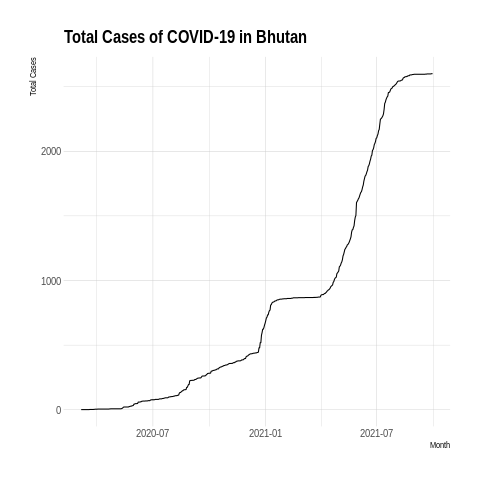 Total Cases of COVID-19 in Bhutan
Total Cases
2000
1000
0
2020-07
2021-01
2021-07
Month